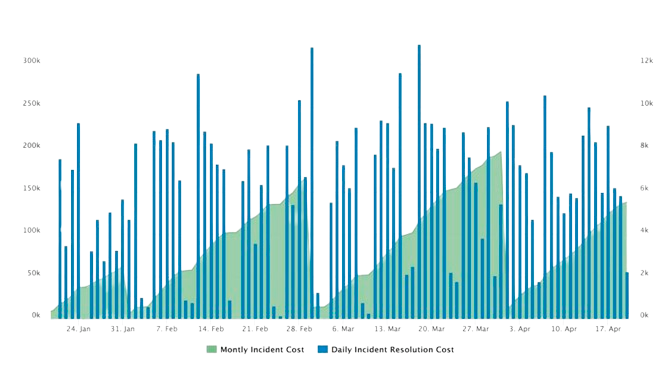 300k
250k
200k
150k
100k
50k
0k
12k
10k
8k
6k
4k
2k
0k
24. Jan 31. Jan 7. Feb 14. Feb 21. Feb 28. Feb 6. Mar 13. Mar 20. Mar 27. Mar 3. Apr 10. Apr 17. Apr
Montly Incident Cost Daily Incident Resolution Cost